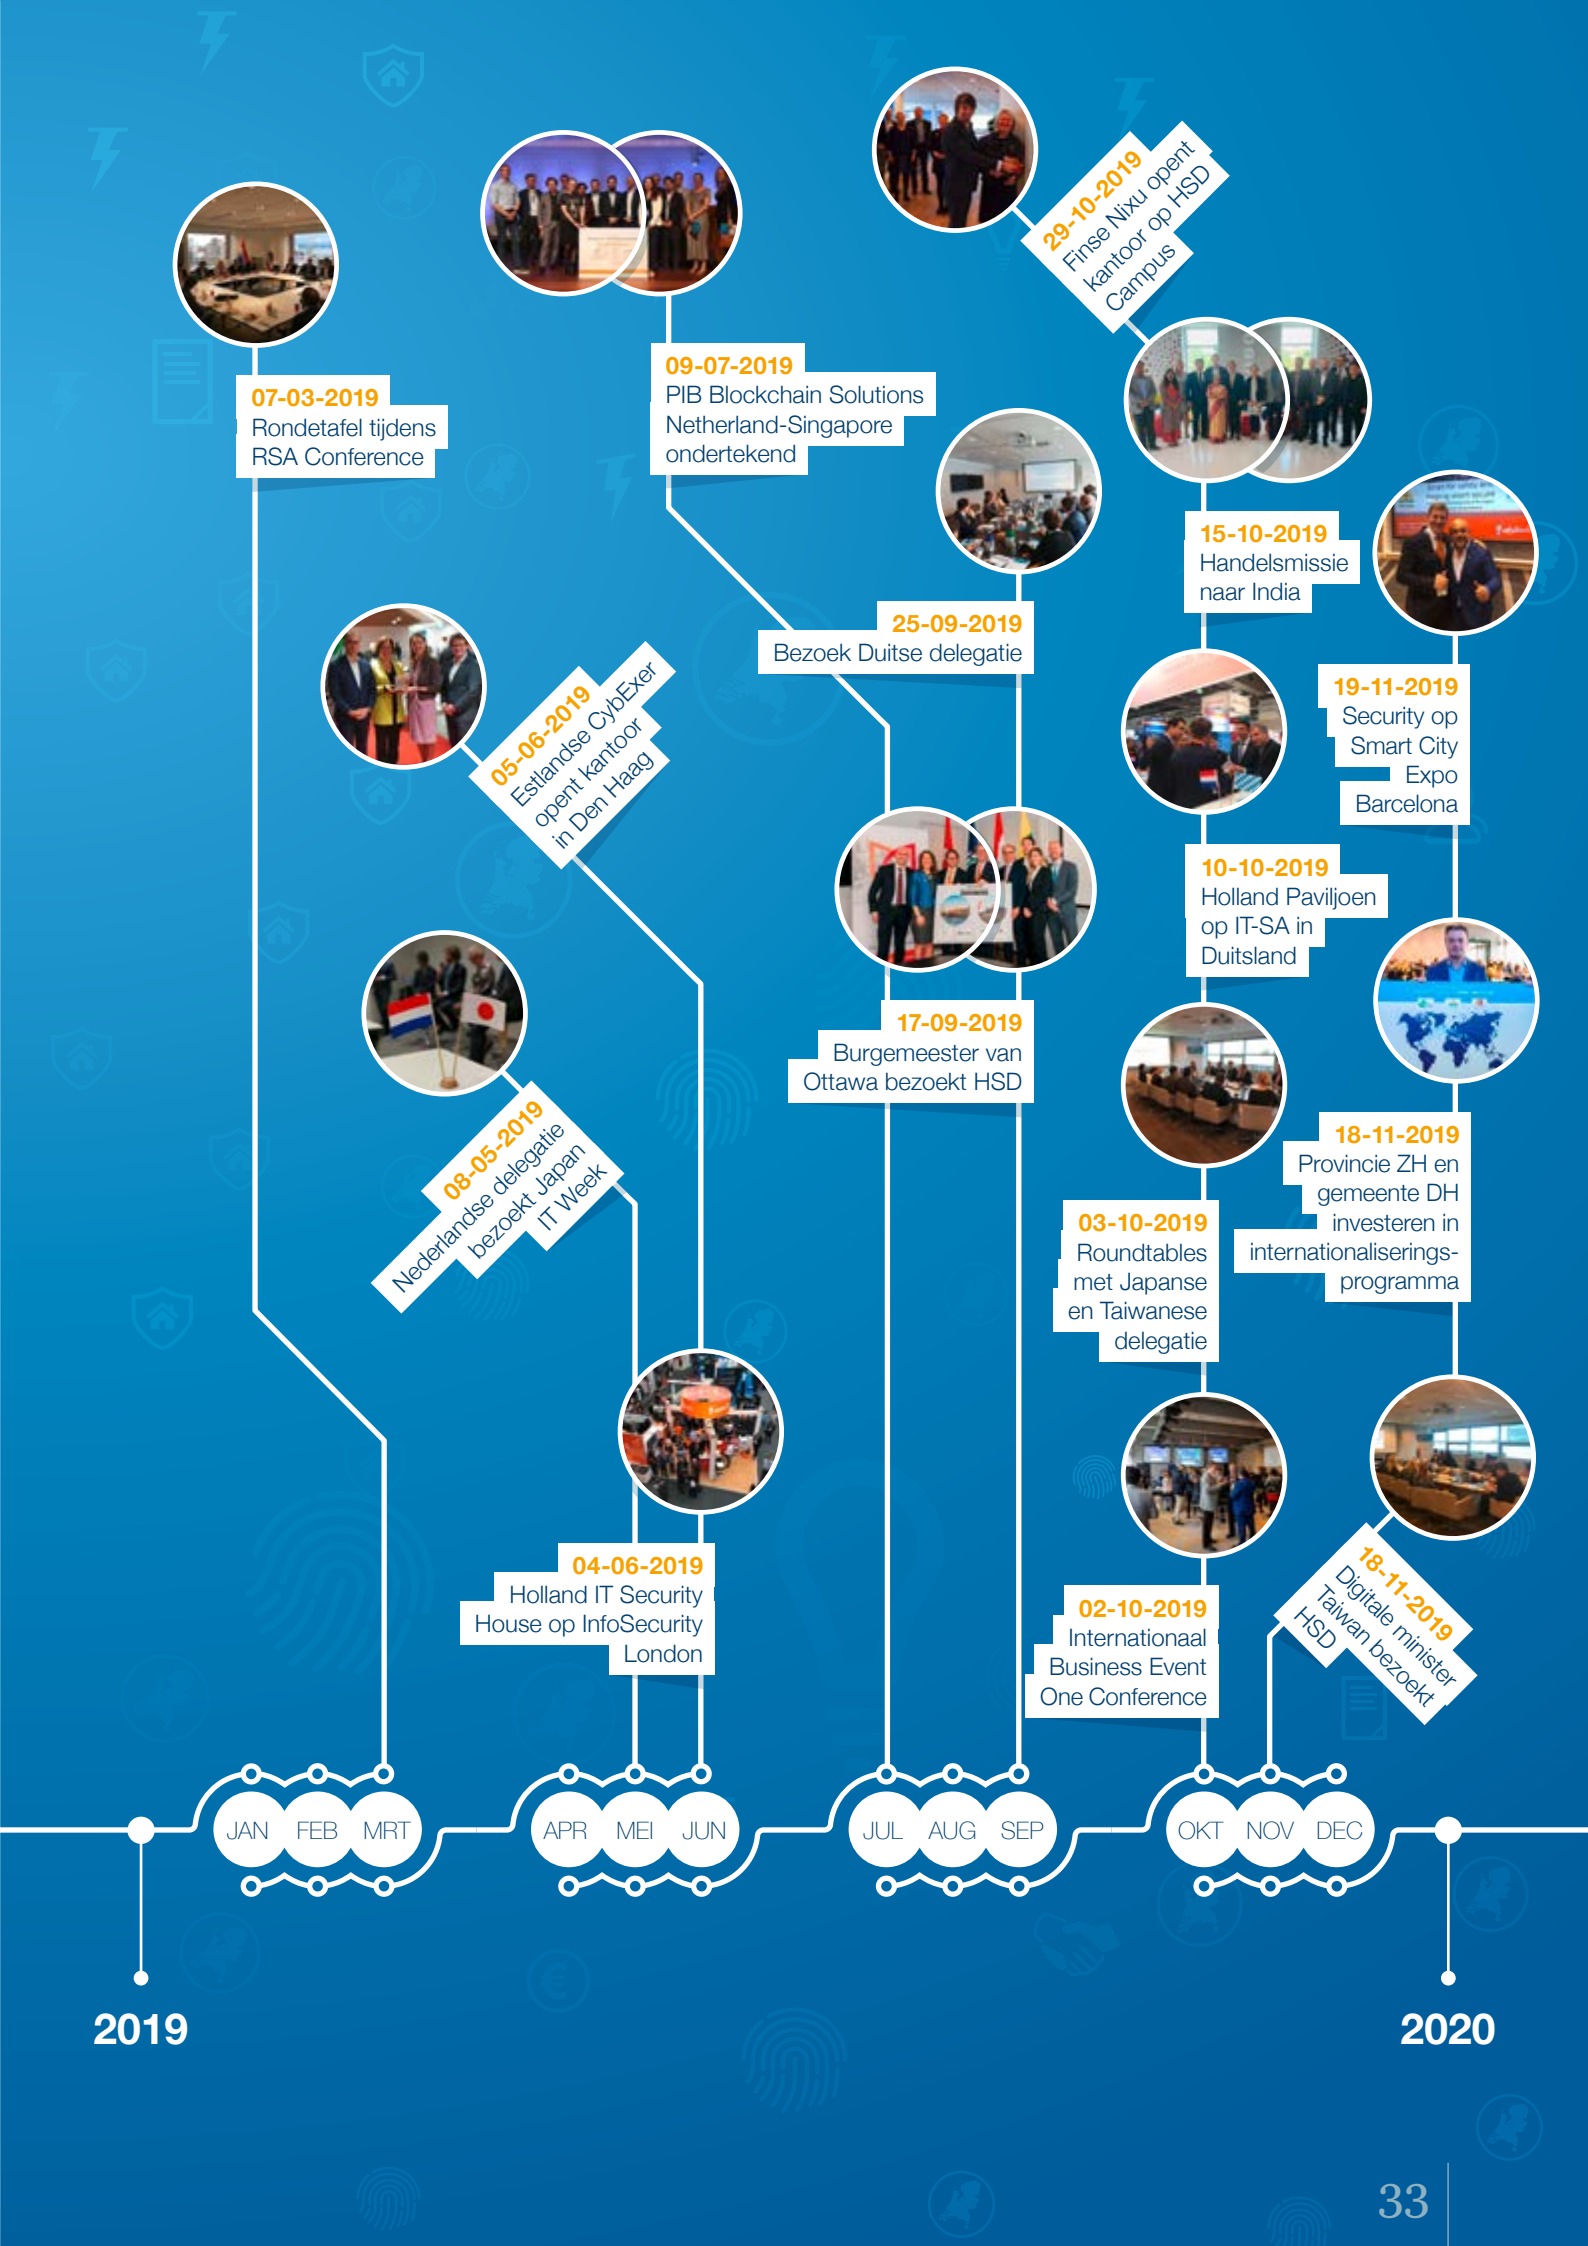 29-10-2019
Finse Nixu opent
kantoor op HSD
Campus
07-03-2019
Rondetafel tijdens
RSA Conference
09-07-2019
PIB Blockchain Solutions
Netherland-Singapore
ondertekend
15-10-2019
Handelsmissie
naar India
25-09-2019
Bezoek Duitse delegatie
05-06-2019
Estlandse CybExer
opent kantoor
in Den Haag
19-11-2019
Security op
Smart City
Expo
Barcelona
10-10-2019
Holland Paviljoen
op IT-SA in
Duitsland
17-09-2019
Burgemeester van
Ottawa bezoekt HSD
08-05-2019
Nederlandse delegatie
bezoekt Japan
IT Week
18-11-2019
Provincie ZH en
gemeente DH
investeren in
internationaliserings-
programma
03-10-2019
Roundtables
met Japanse
en Taiwanese
delegatie
04-06-2019
Holland IT Security
House op InfoSecurity
London
02-10-2019
Internationaal
Business Event
One Conference
18-11-2019
Digitale minister
Taiwan bezoekt
HSD
JAN FEB MRT APR MEI JUN JUL AUG SEP OKT NOV DEC
2019 2020
33